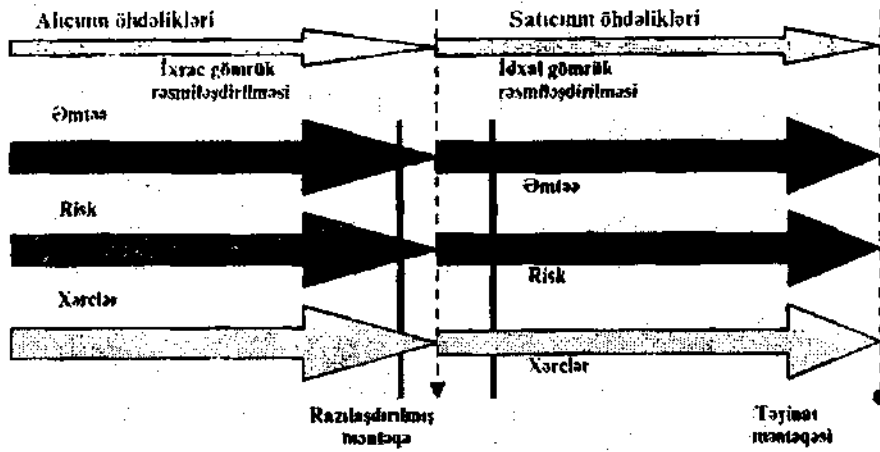 Alıcının öhdəlikləri
Satıcının öhdəlikləri
İxrac gömrük
rəsmiləşdirilməsi
İdxal gömrük
rəsmiləşdirilməsi
Əmtəə
Əmtəə
Risk
Risk
Xərclər
Xərclər
Razılaşdırılmış
məntəqə
Təyinat
məntəqəsi